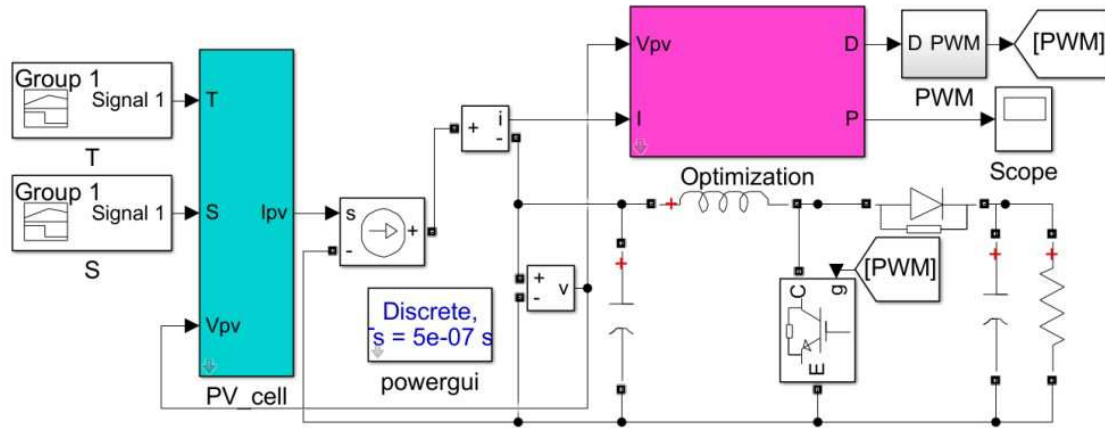 Group 1
Signal 1
T
Group 1
Signal 1
S
T
S
Ipv
Vpv
PV_cell
s
-
+
+
i
-
Vpv
D
I
P
Optimization
D PWM
PWM
[PWM]
Scope
+
-
v
Discrete,
s = 5e-07 s
powergui
+
+
[PWM]
C
g
E
+
+